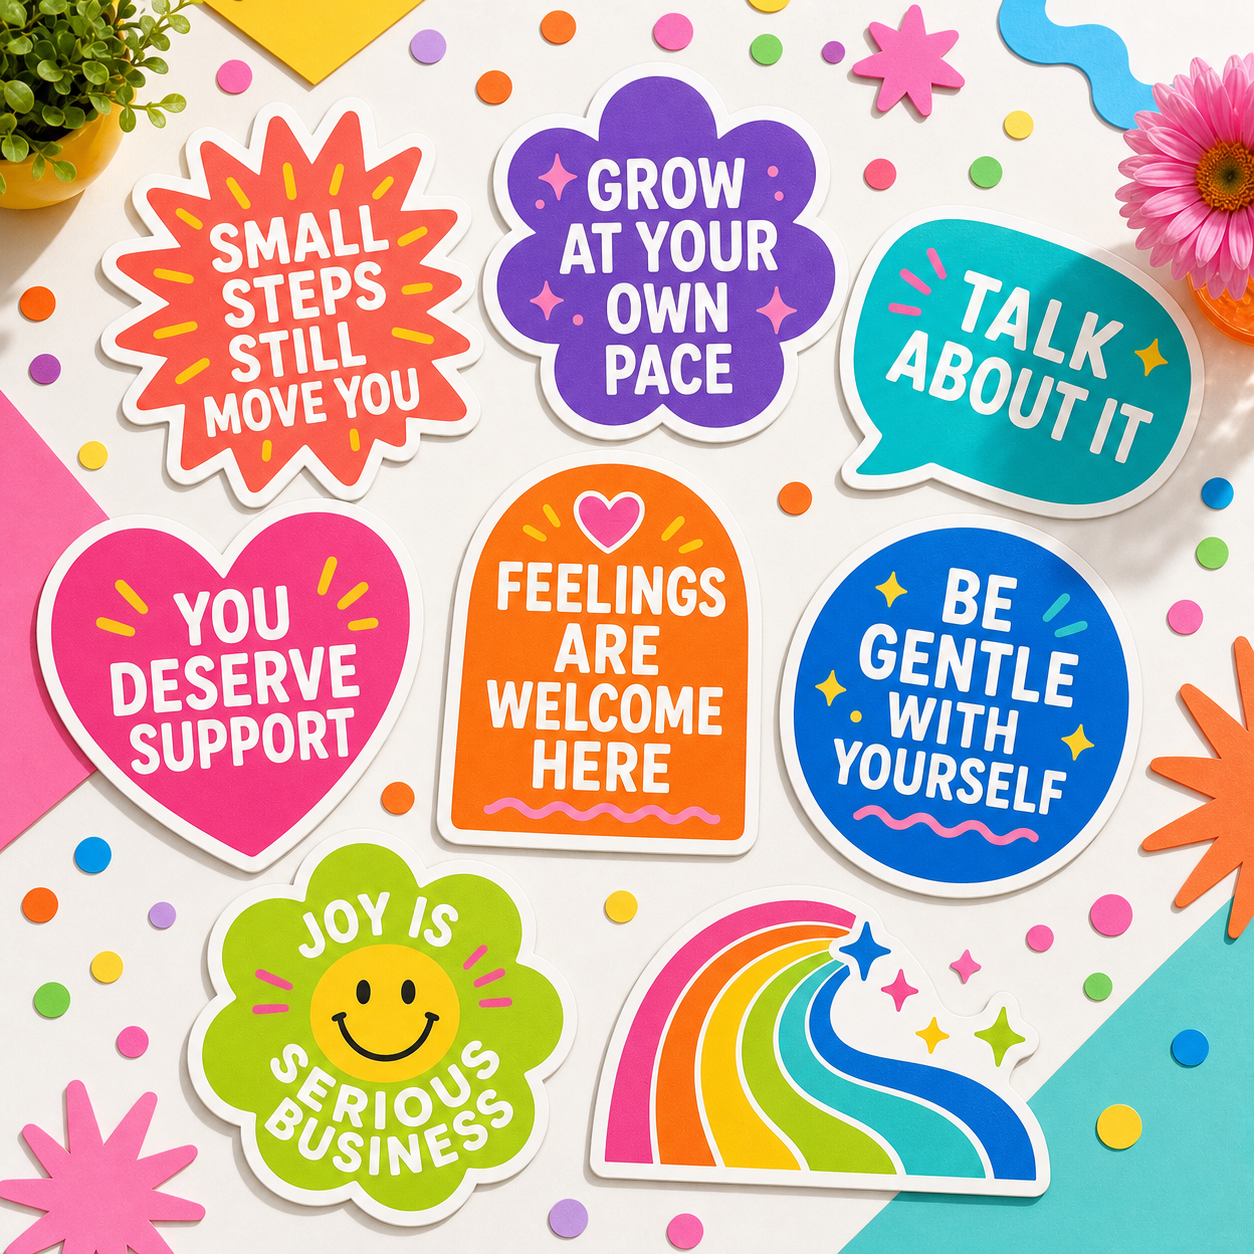 SMALL
STEPS
STILL
MOVE YOU
GROW
AT YOUR
OWN
PACE
TALK
ABOUT IT
YOU
DESERVE
SUPPORT
FEELINGS
ARE
WELCOME
HERE
BE
GENTLE
WITH
YOURSELF
JOY IS
SERIOUS
BUSINESS